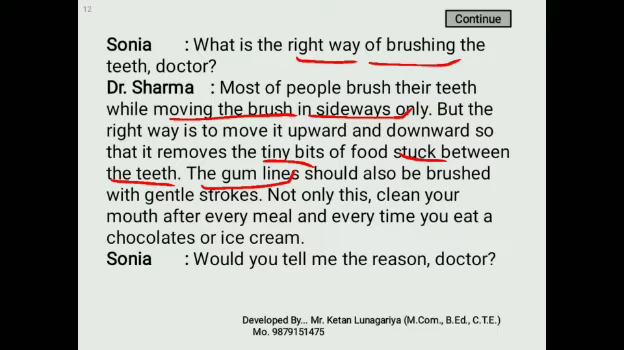 12
Continue
Sonia : What is the right way of brushing the
teeth, doctor?
Dr. Sharma : Most of people brush their teeth
while moving the brush in sideways only. But the
right way is to move it upward and downward so
that it removes the tiny bits of food stuck between
the teeth. The gum lines should also be brushed
with gentle strokes. Not only this, clean your
mouth after every meal and every time you eat a
chocolates or ice cream.
Sonia : Would you tell me the reason, doctor?
Developed By... Mr. Ketan Lunagariya (M.Com., B.Ed., C.T.E.)
Mo. 9879151475